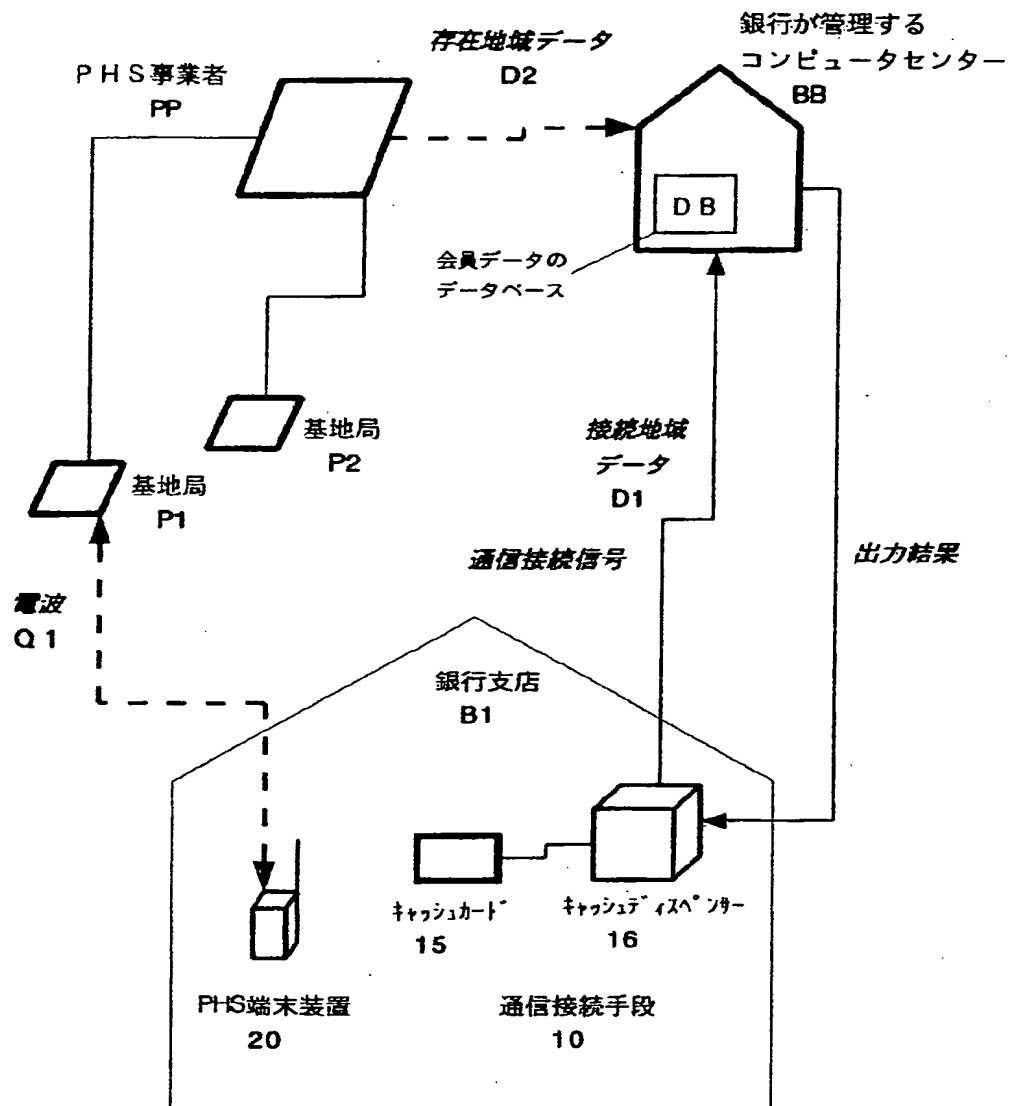 存在地域データ
D2
銀行が管理する
コンピュータセンター
BB
PHS事業者
PP
DB
会員データの
データベース
基地局
P2
接続地域
データ
D1
基地局
P1
通信接続信号
出力結果
電波
Q1
銀行支店
B1
キャッシュカード
15
キャッシュディスペンサー
16
PHS端末装置
20
通信接続手段
10